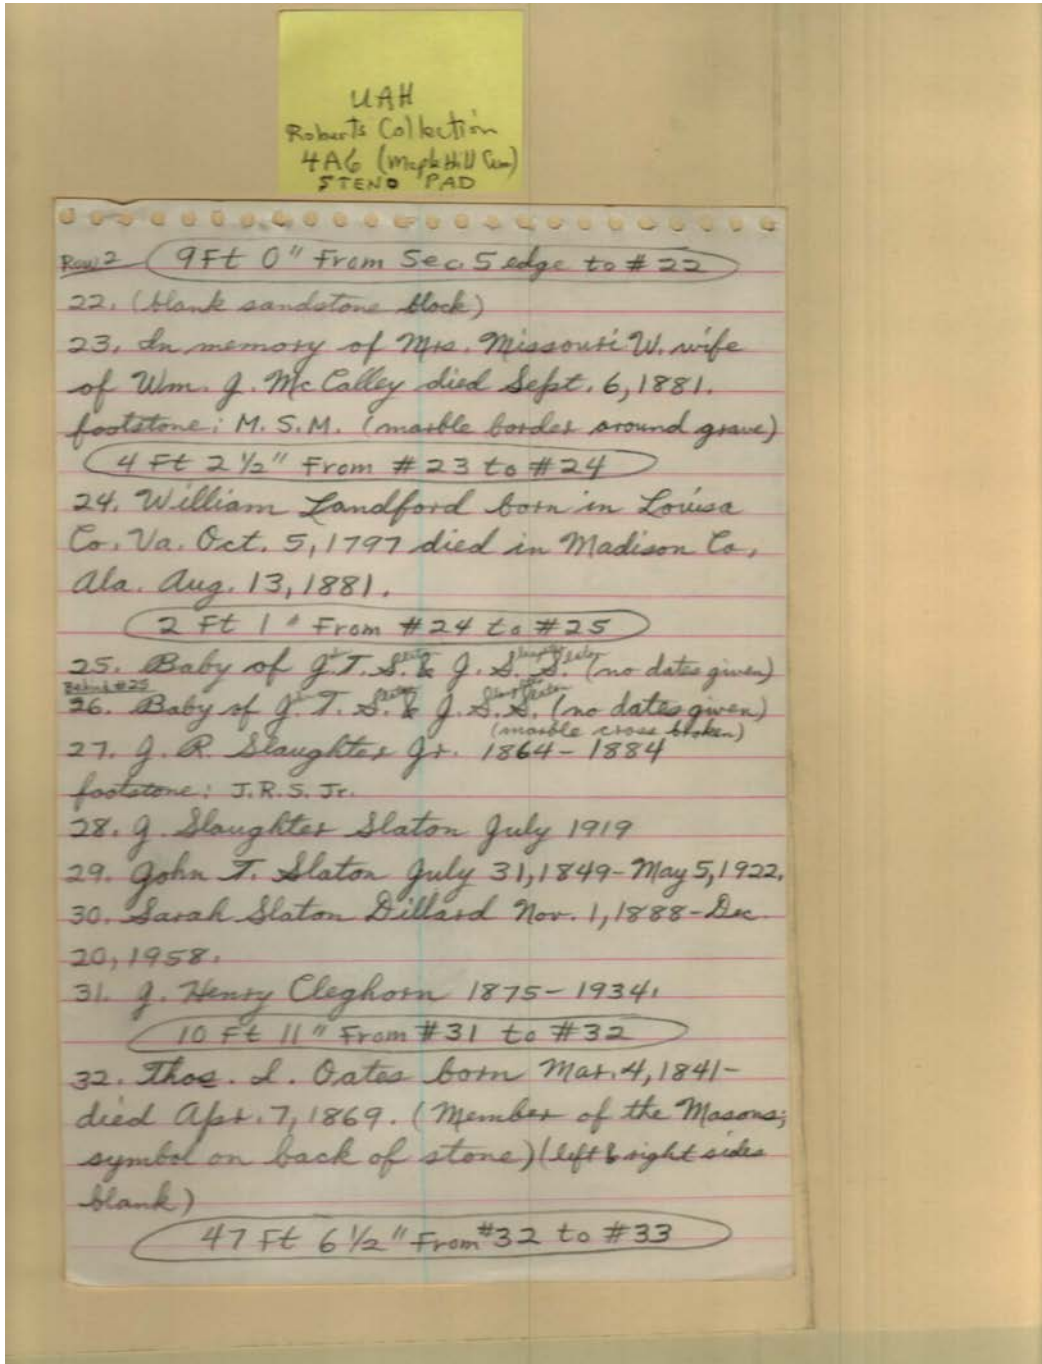 UAH
Roberts Collection
4A6 (Maple Hill Cem)
STENO PAD
Row 2 9Ft 0" From Sec. 5 edge to #22
22. (blank sandstone block)
23. In memory of Mrs. Missouri W. wife
of Wm. J. McCalley died Sept. 6, 1881.
footstone: M. S. M. (marble border around grave)
4 Ft 2 1/2" From #23 to #24
24. William Landford born in Louisa
Co. Va. Oct. 5, 1797 died in Madison Co,
Ala. Aug. 13, 1881.
2 Ft 1" From #24 to #25
Slaton Slaughter Slaton
25. Baby of J. T. S. & J. S. S. (no dates given)
Behind #25 Slaton Slaughter Slaton
26. Baby of J. T. S. & J. S. S. (no dates given)
(marble cross broken)
27. J. R. Slaughter Jr. 1864-1884
footstone: J. R. S. Jr.
28. J. Slaughter Slaton July 1919
29. John T. Slaton July 31, 1849-May 5, 1922.
30. Sarah Slaton Dillard Nov. 1, 1888-Dec.
20, 1958.
31. J. Henry Cleghorn 1875-1934.
10 Ft 11" From #31 to #32
32. Thos. I. Oates born Mar. 4, 1841-
died Apr. 7, 1869. (Member of the Masons;
symbol on back of stone) (left & right sides
blank)
47 Ft 6 1/2" From #32 to #33